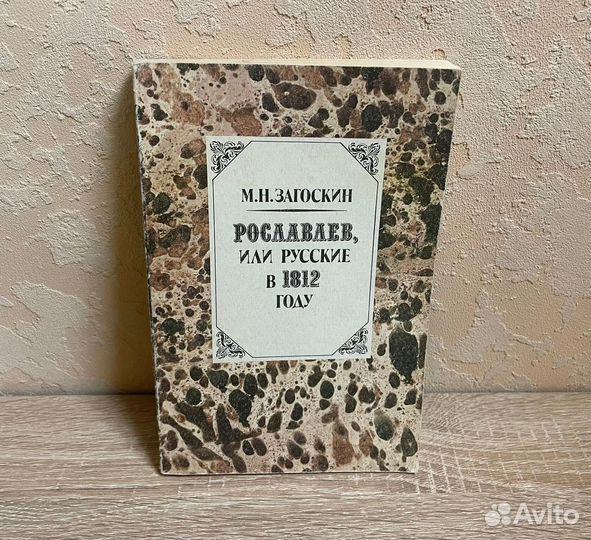 М.Н.ЗАГОСКИН
РОСЛАВЛЕВ,
ИЛИ РУССКИЕ
В 1812
ГОДУ
Avito